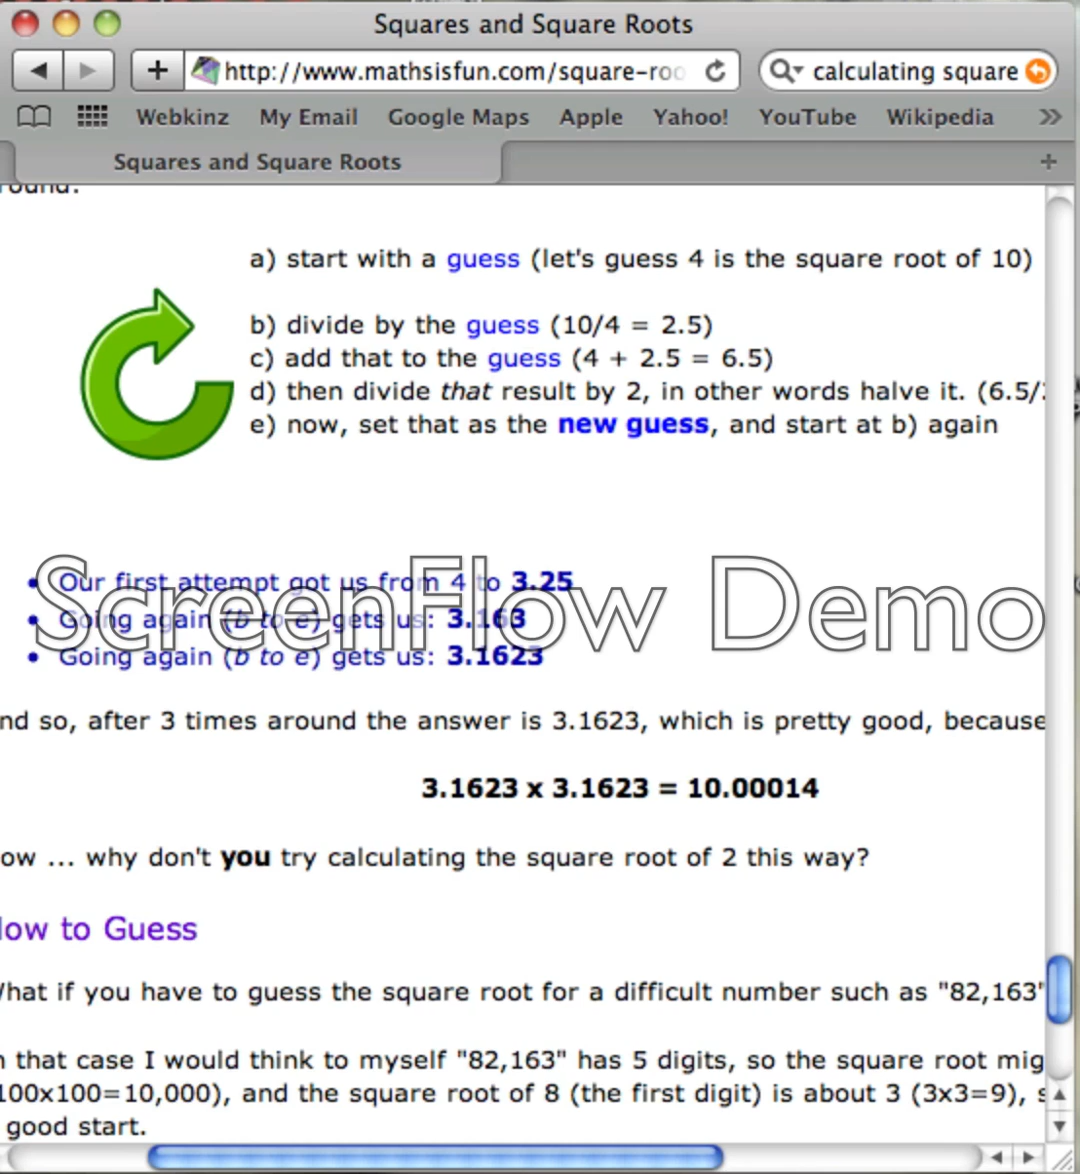 Squares and Square Roots
http://www.mathsisfun.com/square-roo
calculating square
Webkinz My Email Google Maps Apple Yahoo! YouTube Wikipedia
Squares and Square Roots
round.
a) start with a guess (let's guess 4 is the square root of 10)
b) divide by the guess (10/4 = 2.5)
c) add that to the guess (4 + 2.5 = 6.5)
d) then divide that result by 2, in other words halve it. (6.5/2
e) now, set that as the new guess, and start at b) again
ScreenFlow Demo
• Our first attempt got us from 4 to 3.25
• Going again (b to e) gets us: 3.163
• Going again (b to e) gets us: 3.1623
nd so, after 3 times around the answer is 3.1623, which is pretty good, because
3.1623 x 3.1623 = 10.00014
ow ... why don't you try calculating the square root of 2 this way?
How to Guess
What if you have to guess the square root for a difficult number such as "82,163"
n that case I would think to myself "82,163" has 5 digits, so the square root mig
100x100=10,000), and the square root of 8 (the first digit) is about 3 (3x3=9), s
good start.